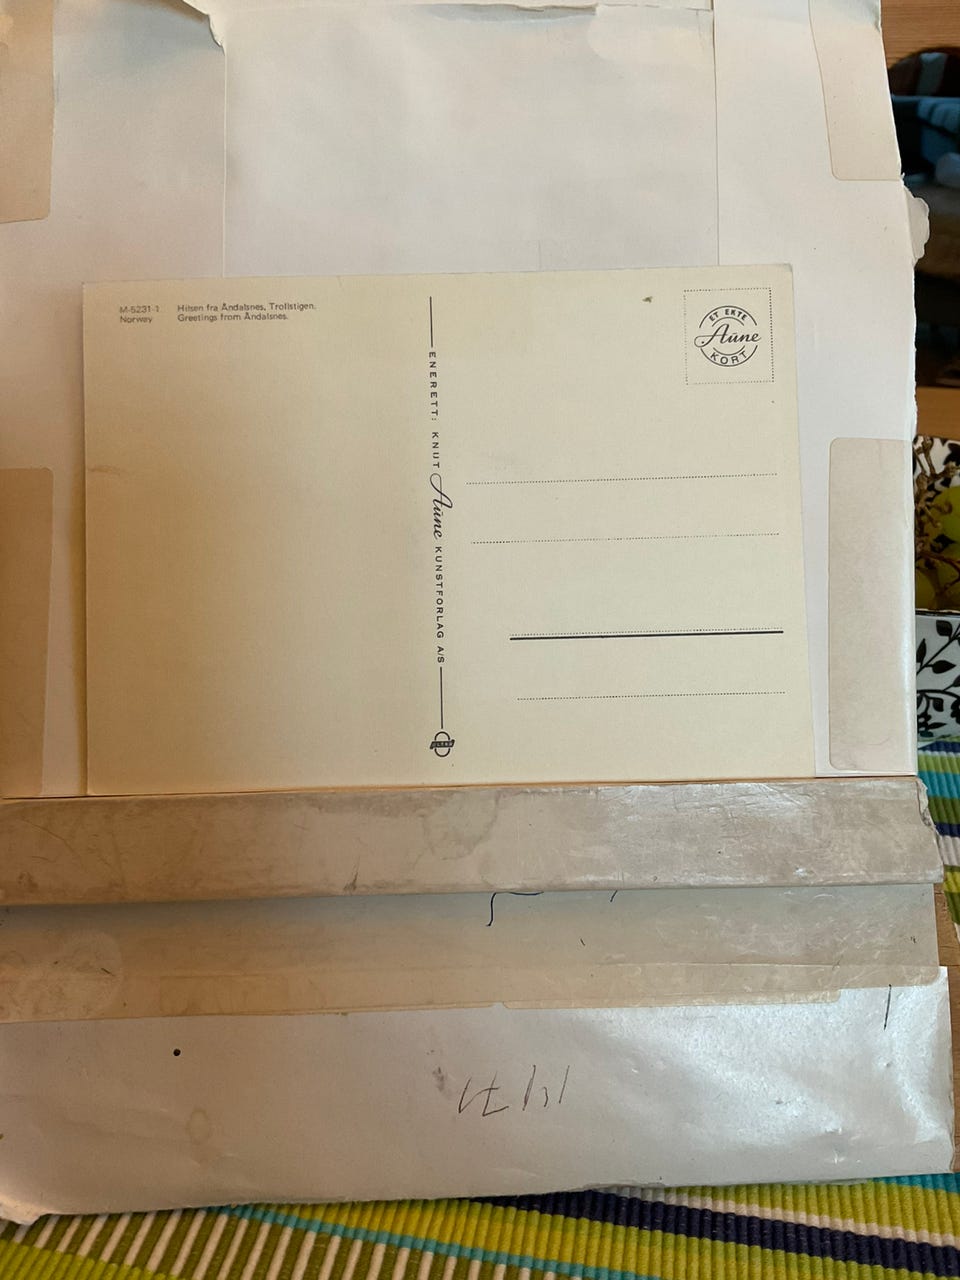 M-5231-1 Hilsen fra Åndalsnes, Trollstigen.
Norway Greetings from Åndalsnes.
ET EKTE
Aune
KORT
ENERETT: KNUT Aune KUNSTFORLAG A/S